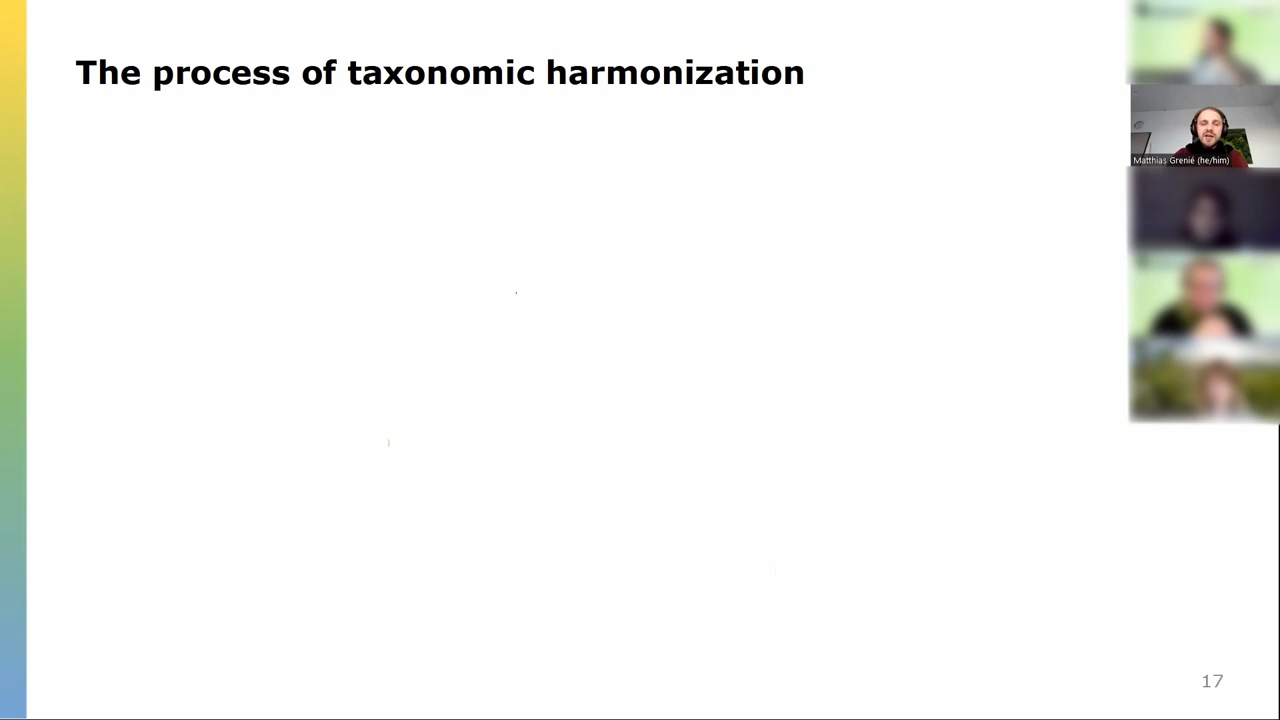 The process of taxonomic harmonization
Matthias Grenié (he/him)
17